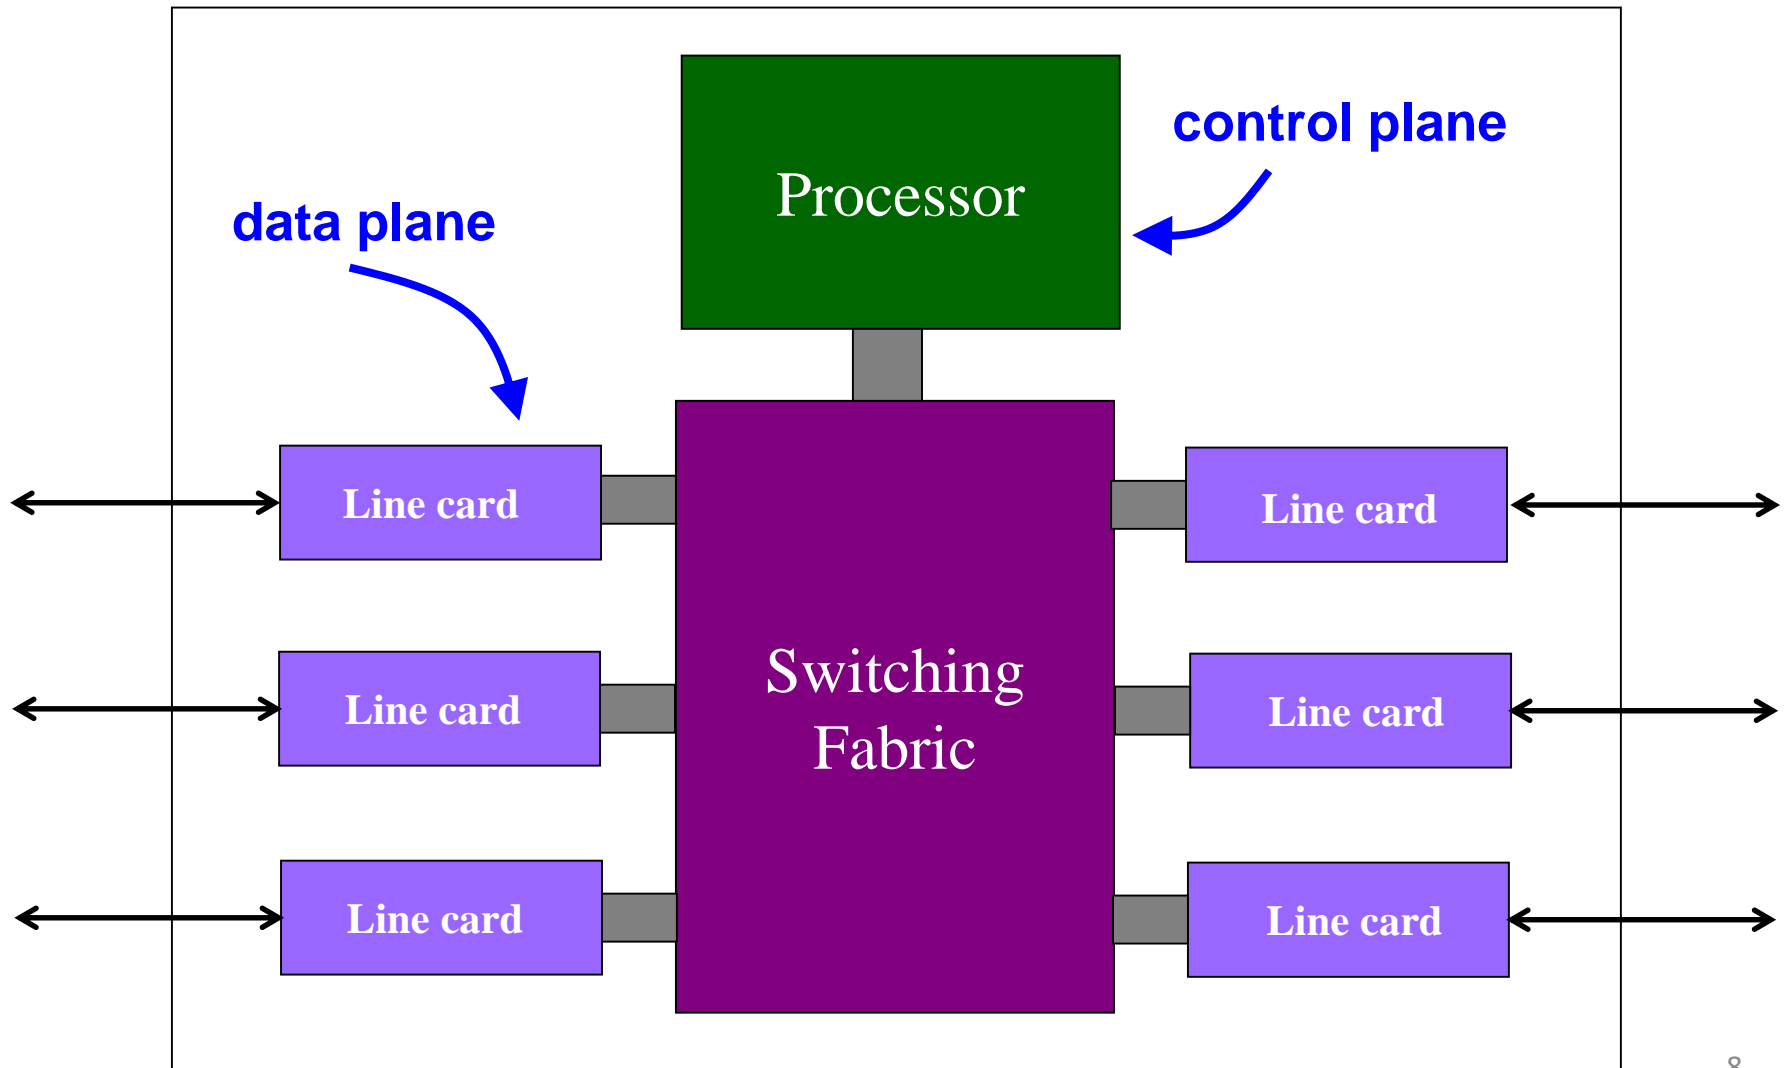 control plane
Processor
data plane
Line card
Line card
Switching
Fabric
Line card
Line card
Line card
Line card
8